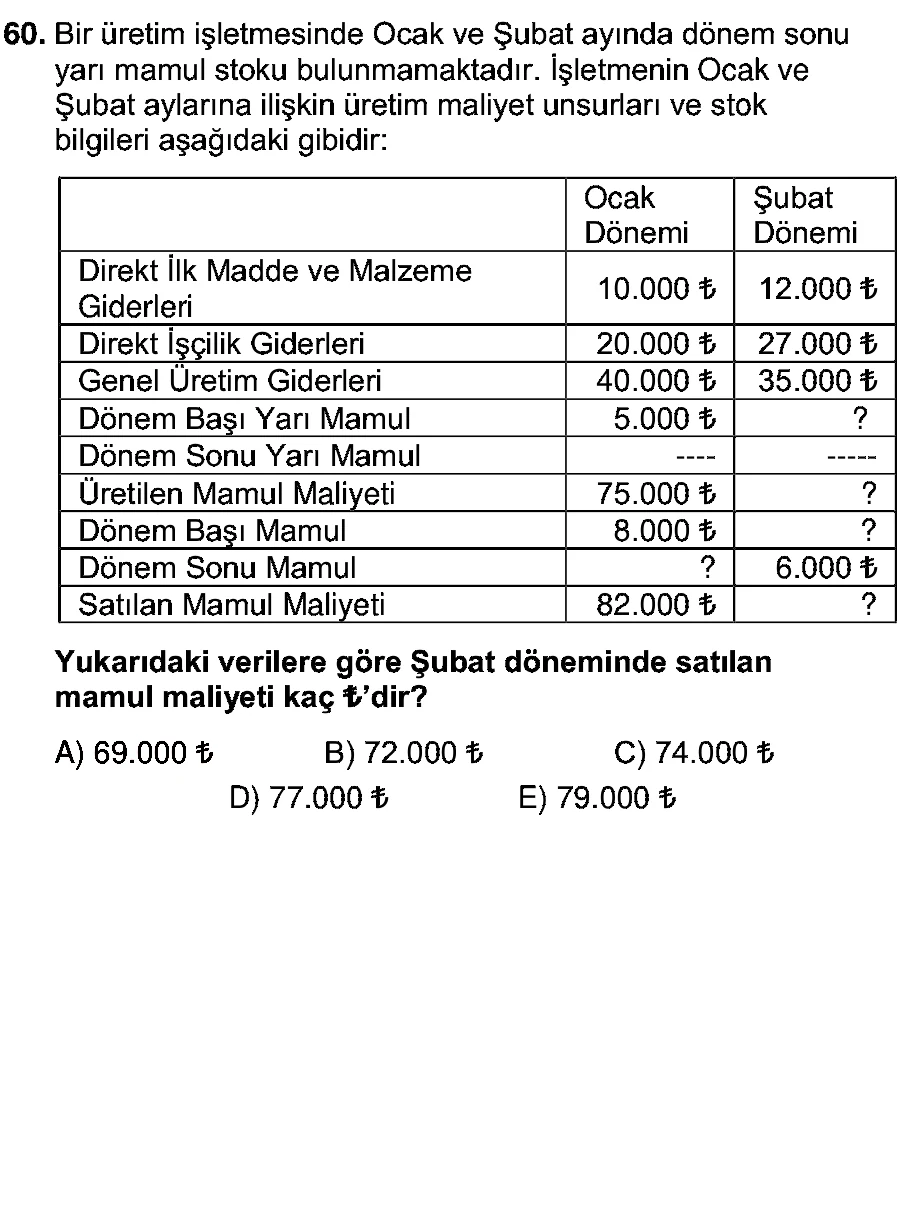 60. Bir üretim işletmesinde Ocak ve Şubat ayında dönem sonu
yarı mamul stoku bulunmamaktadır. İşletmenin Ocak ve
Şubat aylarına ilişkin üretim maliyet unsurları ve stok
bilgileri aşağıdaki gibidir:
Ocak Dönemi Şubat Dönemi
Direkt İlk Madde ve Malzeme Giderleri 10.000 ₺ 12.000 ₺
Direkt İşçilik Giderleri 20.000 ₺ 27.000 ₺
Genel Üretim Giderleri 40.000 ₺ 35.000 ₺
Dönem Başı Yarı Mamul 5.000 ₺ ?
Dönem Sonu Yarı Mamul ---- -----
Üretilen Mamul Maliyeti 75.000 ₺ ?
Dönem Başı Mamul 8.000 ₺ ?
Dönem Sonu Mamul ? 6.000 ₺
Satılan Mamul Maliyeti 82.000 ₺ ?
Yukarıdaki verilere göre Şubat döneminde satılan
mamul maliyeti kaç ₺’dir?
A) 69.000 ₺ B) 72.000 ₺ C) 74.000 ₺
D) 77.000 ₺ E) 79.000 ₺